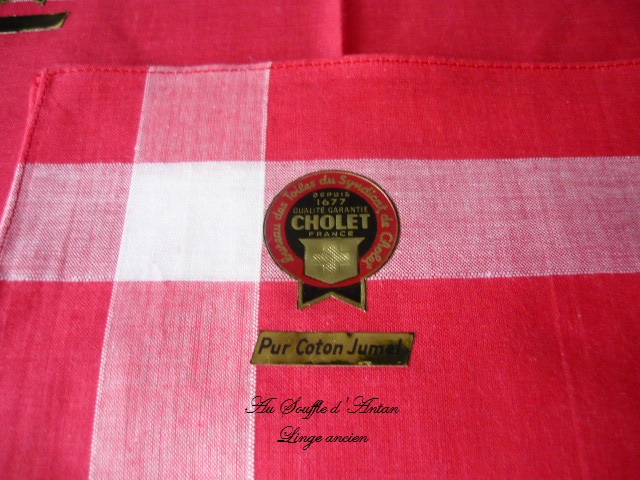 Bureau des Toiles du Syndicat de Cholet
DEPUIS
1677
QUALITÉ GARANTIE
CHOLET
FRANCE
Pur Coton Jumel
Au Souffle d'Antan
Linge ancien